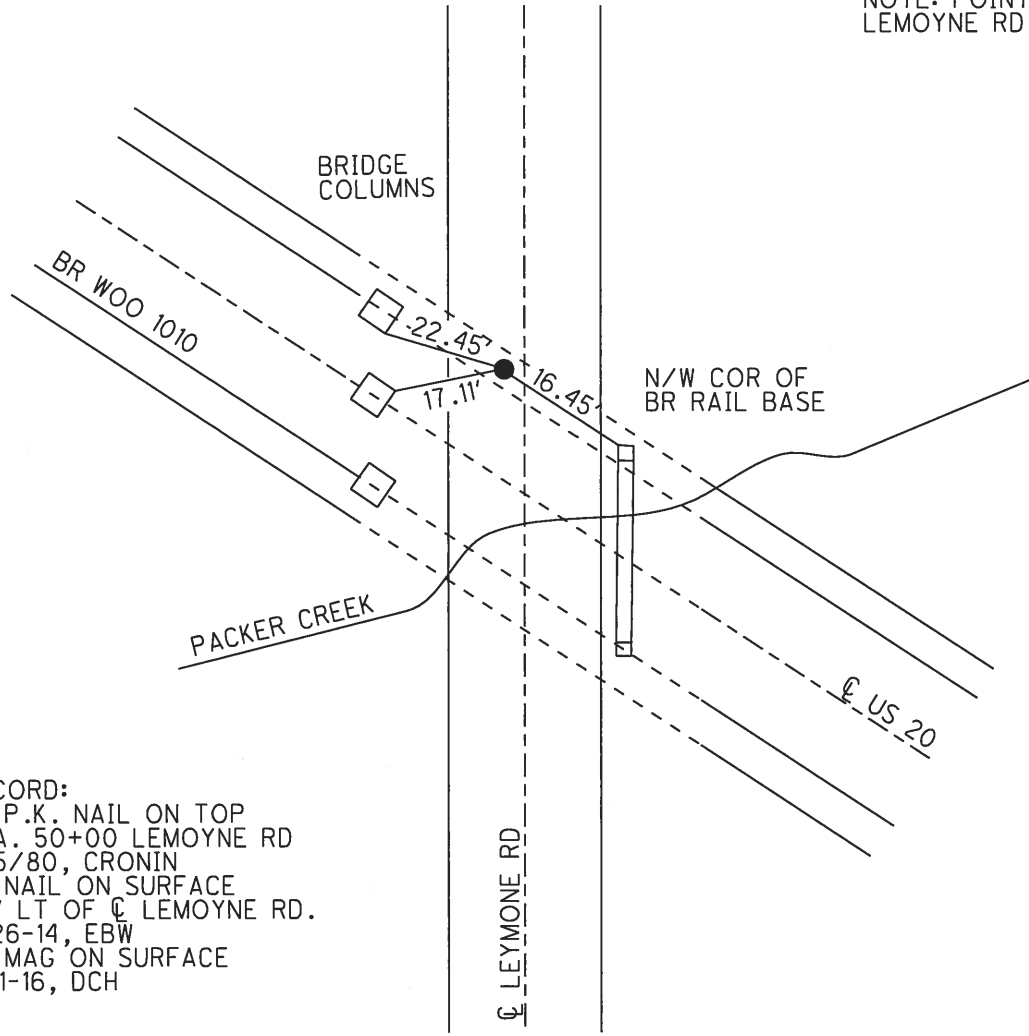 NOTE: POINT
LEMOYNE RD
BRIDGE
COLUMNS
BR WOO 1010
22.45'
17.11'
16.45'
N/W COR OF
BR RAIL BASE
PACKER CREEK
℄ US 20
℄ LEYMONE RD
CORD:
P.K. NAIL ON TOP
A. 50+00 LEMOYNE RD
5/80, CRONIN
NAIL ON SURFACE
' LT OF ℄ LEMOYNE RD.
26-14, EBW
MAG ON SURFACE
1-16, DCH